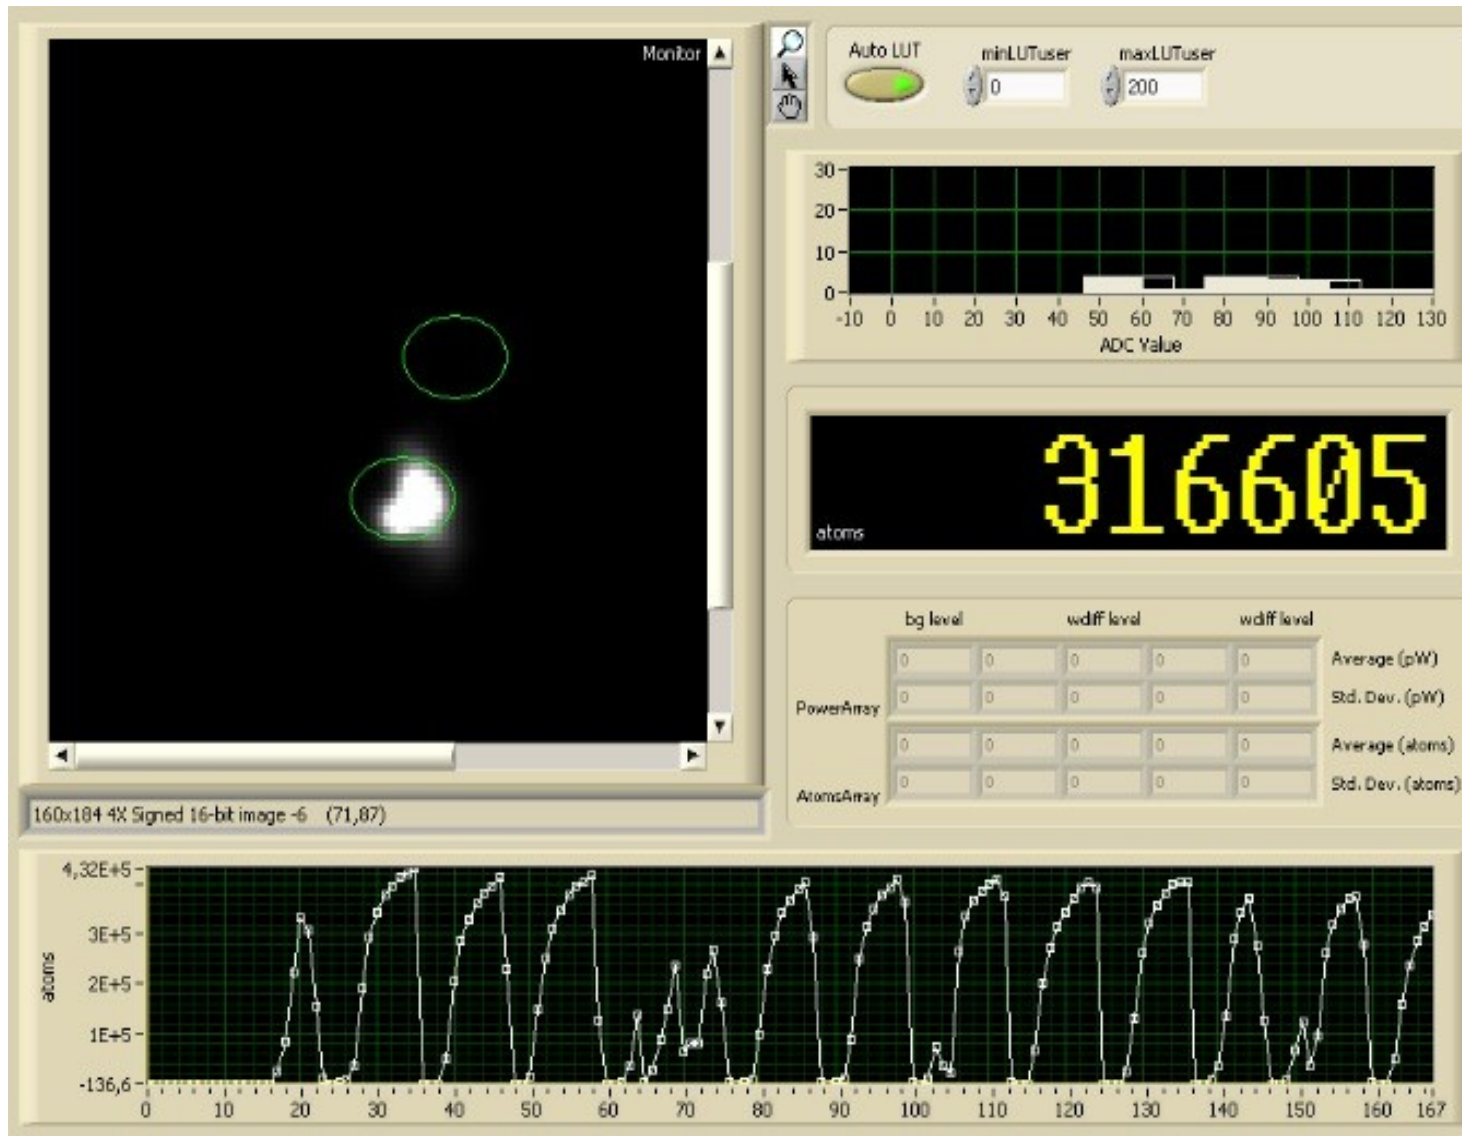 Monitor
Auto LUT
minLUTuser
maxLUTuser
0
200
30
20
10
0
-10 0 10 20 30 40 50 60 70 80 90 100 110 120 130
ADC Value
316605
atoms
bg level wdiff level wdiff level
0 0 0 0 0 Average (pW)
PowerArray 0 0 0 0 0 Std. Dev. (pW)
0 0 0 0 0 Average (atoms)
AtomsArray 0 0 0 0 0 Std. Dev. (atoms)
160x184 4X Signed 16-bit image -6 (71,87)
4,32E+5
3E+5
2E+5
1E+5
-136,6
atoms
0 10 20 30 40 50 60 70 80 90 100 110 120 130 140 150 160 167